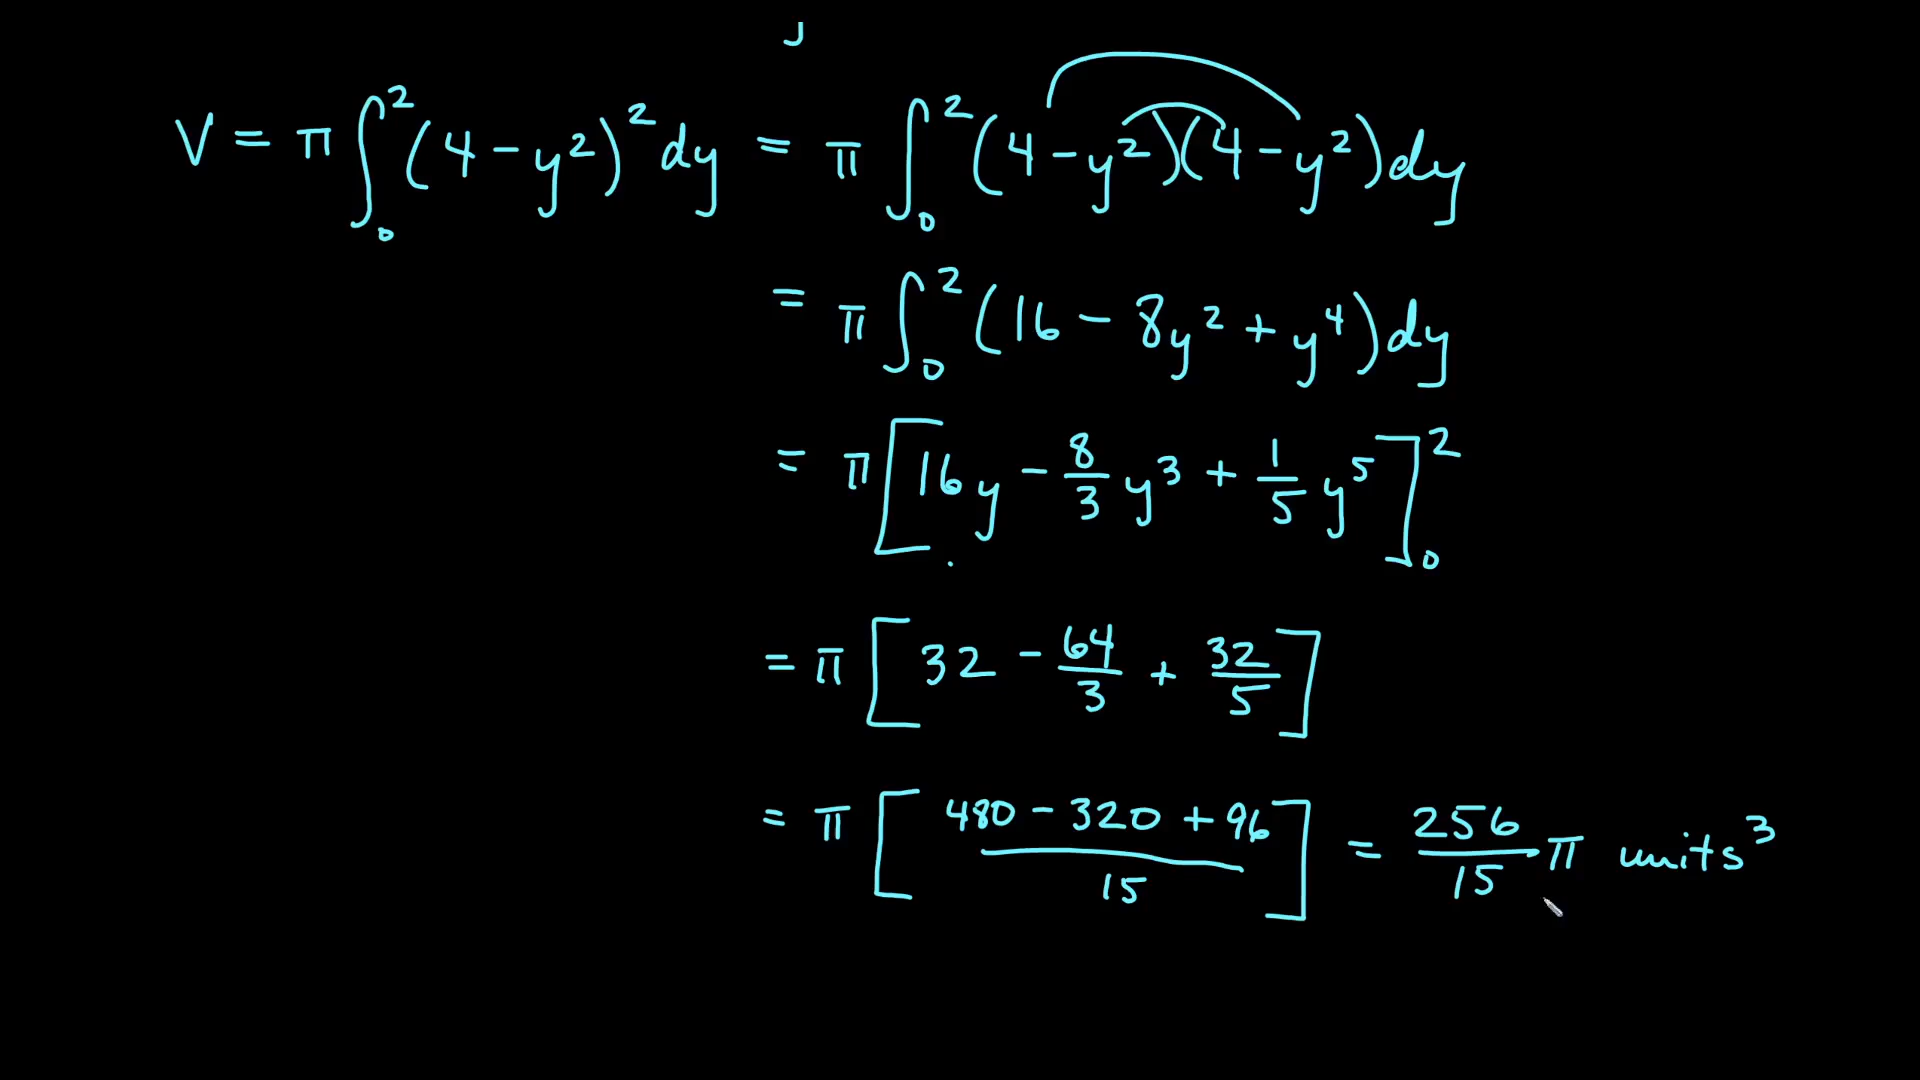 V = π ∫₀² (4 - y²)² dy = π ∫₀² (4 - y²)(4 - y²) dy
= π ∫₀² (16 - 8y² + y⁴) dy
= π [16y - 8/3 y³ + 1/5 y⁵]₀²
= π [32 - 64/3 + 32/5]
= π [(480 - 320 + 96)/15] = 256/15 π units³